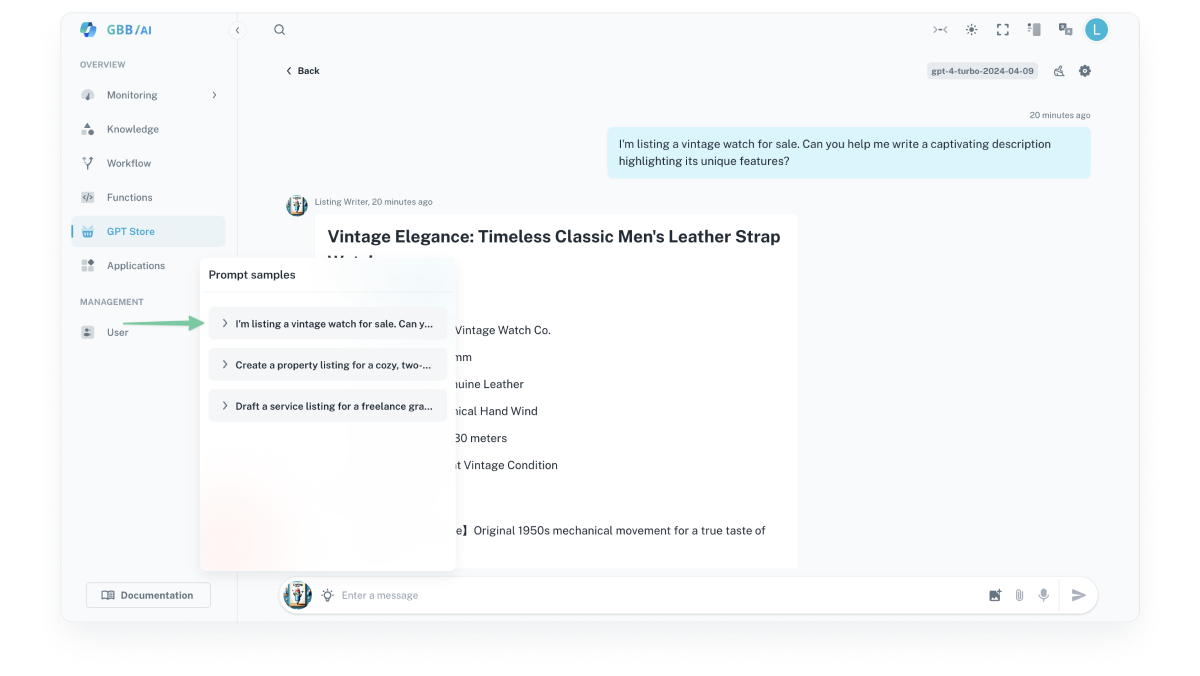 GBB/AI
OVERVIEW
Monitoring
Knowledge
Workflow
Functions
GPT Store
Applications
MANAGEMENT
User
Documentation
Back
gpt-4-turbo-2024-04-09
L
20 minutes ago
I'm listing a vintage watch for sale. Can you help me write a captivating description
highlighting its unique features?
Listing Writer, 20 minutes ago
Vintage Elegance: Timeless Classic Men's Leather Strap
Prompt samples
I'm listing a vintage watch for sale. Can y...
Create a property listing for a cozy, two-...
Draft a service listing for a freelance gra...
Vintage Watch Co.
mm
Leather
Hand Wind
30 meters
Vintage Condition
e】Original 1950s mechanical movement for a true taste of
Enter a message